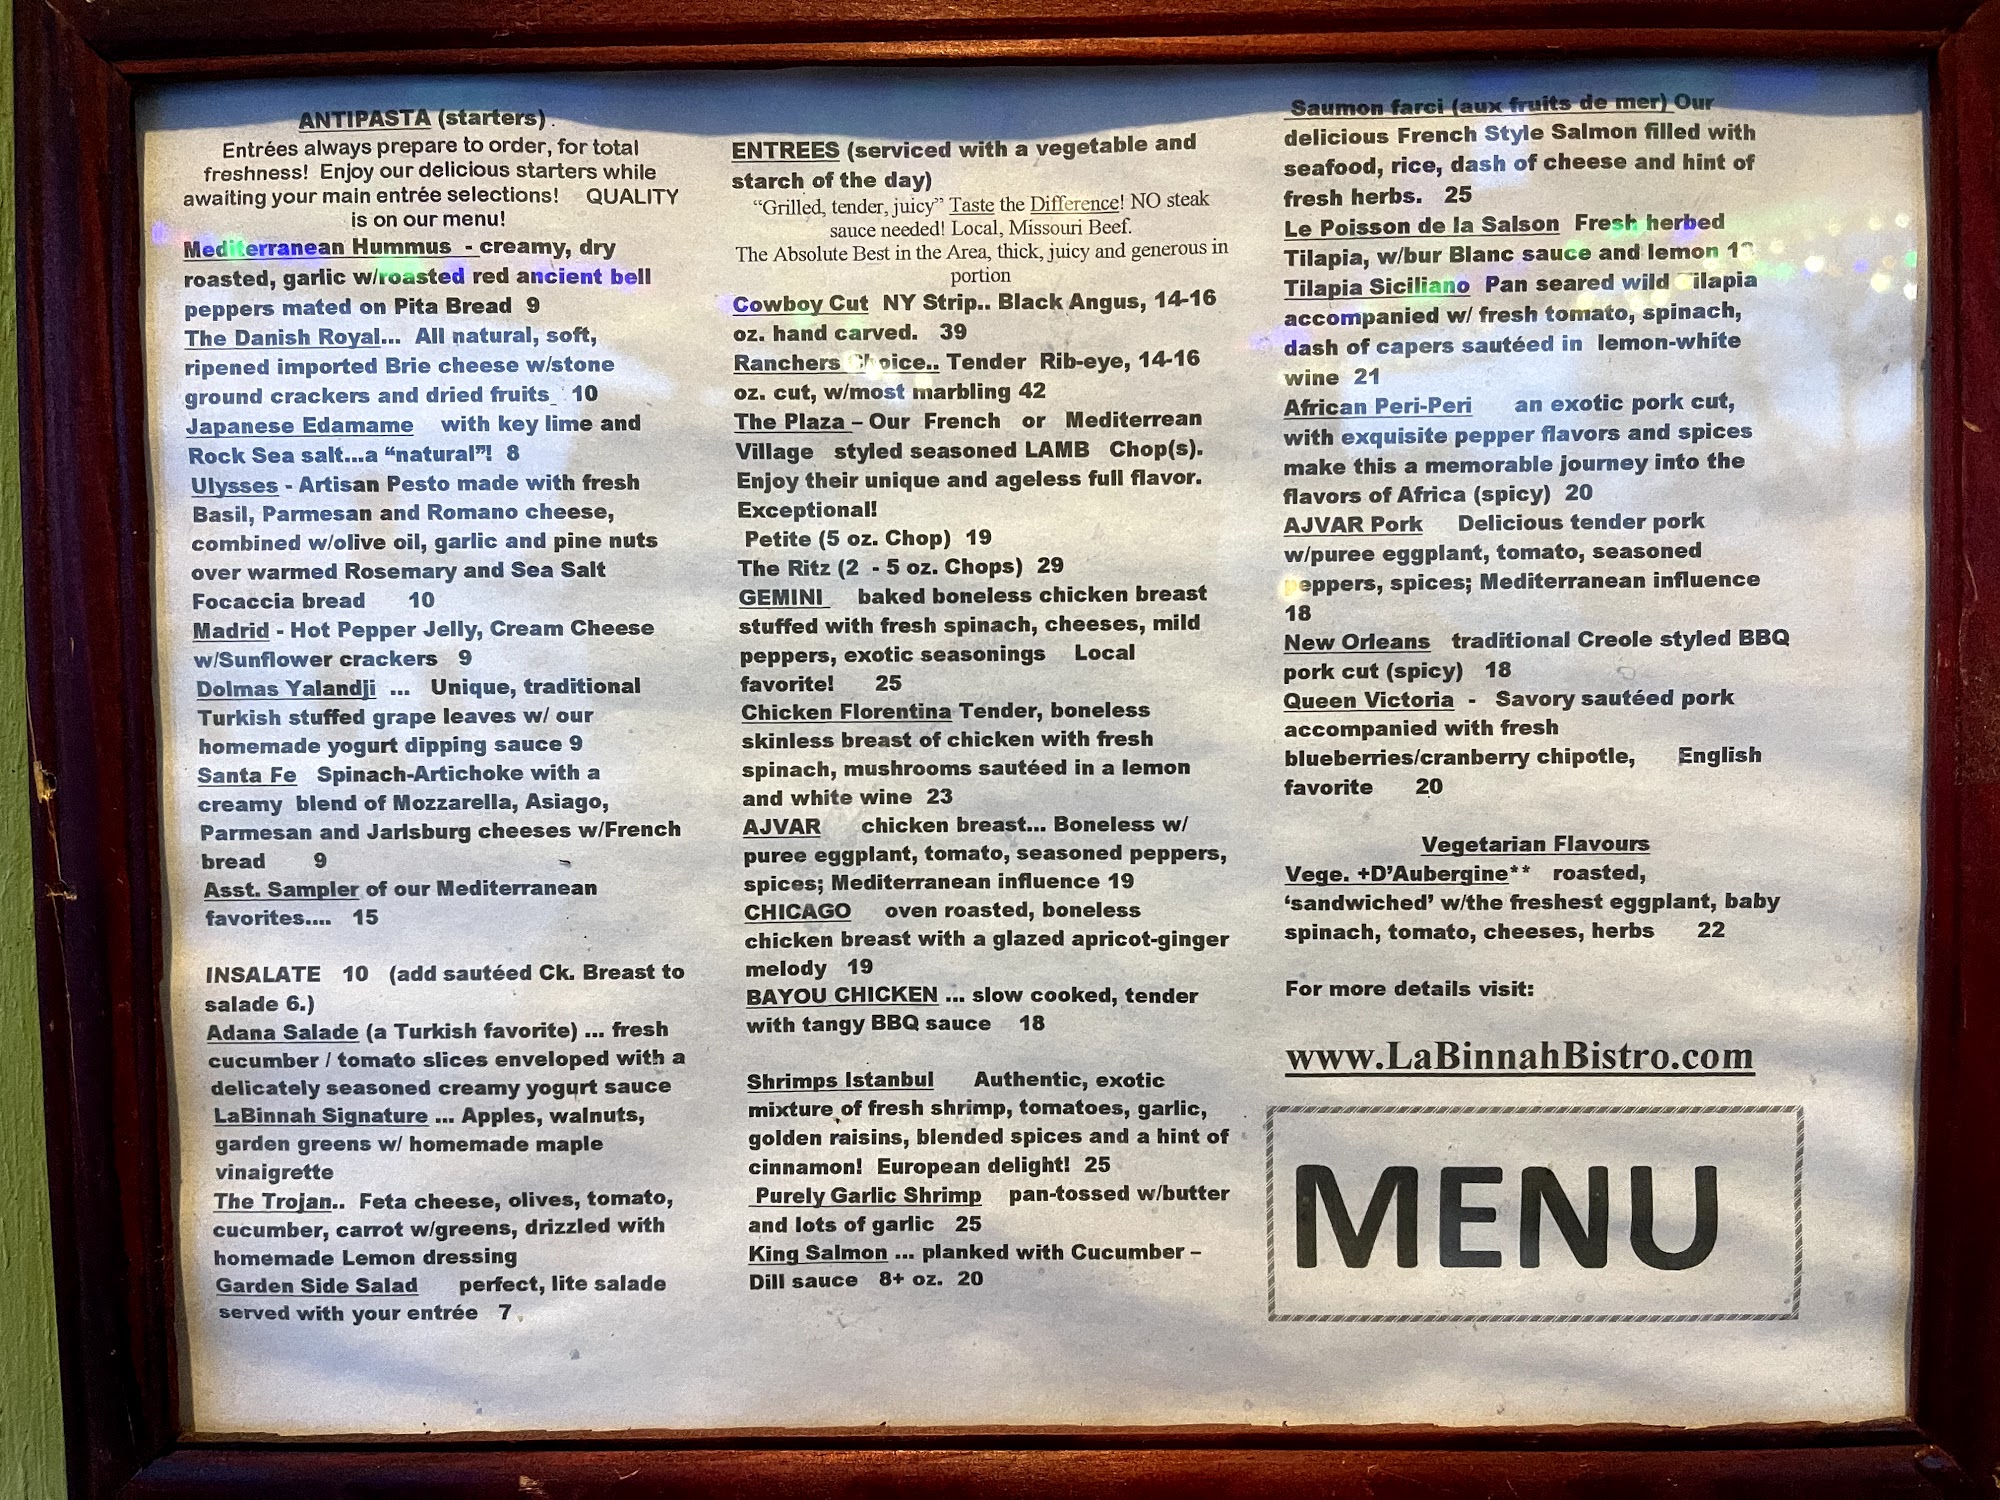 ANTIPASTA (starters).
Entrées always prepare to order, for total
freshness! Enjoy our delicious starters while
awaiting your main entrée selections! QUALITY
is on our menu!
Mediterranean Hummus - creamy, dry
roasted, garlic w/roasted red ancient bell
peppers mated on Pita Bread 9
The Danish Royal... All natural, soft,
ripened imported Brie cheese w/stone
ground crackers and dried fruits 10
Japanese Edamame with key lime and
Rock Sea salt...a “natural”! 8
Ulysses - Artisan Pesto made with fresh
Basil, Parmesan and Romano cheese,
combined w/olive oil, garlic and pine nuts
over warmed Rosemary and Sea Salt
Focaccia bread 10
Madrid - Hot Pepper Jelly, Cream Cheese
w/Sunflower crackers 9
Dolmas Yalandji ... Unique, traditional
Turkish stuffed grape leaves w/ our
homemade yogurt dipping sauce 9
Santa Fe Spinach-Artichoke with a
creamy blend of Mozzarella, Asiago,
Parmesan and Jarlsburg cheeses w/French
bread 9
Asst. Sampler of our Mediterranean
favorites.... 15
INSALATE 10 (add sautéed Ck. Breast to
salade 6.)
Adana Salade (a Turkish favorite) ... fresh
cucumber / tomato slices enveloped with a
delicately seasoned creamy yogurt sauce
LaBinnah Signature ... Apples, walnuts,
garden greens w/ homemade maple
vinaigrette
The Trojan.. Feta cheese, olives, tomato,
cucumber, carrot w/greens, drizzled with
homemade Lemon dressing
Garden Side Salad perfect, lite salade
served with your entrée 7
ENTREES (serviced with a vegetable and
starch of the day)
“Grilled, tender, juicy” Taste the Difference! NO steak
sauce needed! Local, Missouri Beef.
The Absolute Best in the Area, thick, juicy and generous in
portion
Cowboy Cut NY Strip.. Black Angus, 14-16
oz. hand carved. 39
Ranchers Choice.. Tender Rib-eye, 14-16
oz. cut, w/most marbling 42
The Plaza – Our French or Mediterrean
Village styled seasoned LAMB Chop(s).
Enjoy their unique and ageless full flavor.
Exceptional!
Petite (5 oz. Chop) 19
The Ritz (2 - 5 oz. Chops) 29
GEMINI baked boneless chicken breast
stuffed with fresh spinach, cheeses, mild
peppers, exotic seasonings Local
favorite! 25
Chicken Florentina Tender, boneless
skinless breast of chicken with fresh
spinach, mushrooms sautéed in a lemon
and white wine 23
AJVAR chicken breast... Boneless w/
puree eggplant, tomato, seasoned peppers,
spices; Mediterranean influence 19
CHICAGO oven roasted, boneless
chicken breast with a glazed apricot-ginger
melody 19
BAYOU CHICKEN ... slow cooked, tender
with tangy BBQ sauce 18
Shrimps Istanbul Authentic, exotic
mixture of fresh shrimp, tomatoes, garlic,
golden raisins, blended spices and a hint of
cinnamon! European delight! 25
Purely Garlic Shrimp pan-tossed w/butter
and lots of garlic 25
King Salmon ... planked with Cucumber –
Dill sauce 8+ oz. 20
Saumon farci (aux fruits de mer) Our
delicious French Style Salmon filled with
seafood, rice, dash of cheese and hint of
fresh herbs. 25
Le Poisson de la Salson Fresh herbed
Tilapia, w/bur Blanc sauce and lemon
Tilapia Siciliano Pan seared wild Tilapia
accompanied w/ fresh tomato, spinach,
dash of capers sautéed in lemon-white
wine 21
African Peri-Peri an exotic pork cut,
with exquisite pepper flavors and spices
make this a memorable journey into the
flavors of Africa (spicy) 20
AJVAR Pork Delicious tender pork
w/puree eggplant, tomato, seasoned
peppers, spices; Mediterranean influence
18
New Orleans traditional Creole styled BBQ
pork cut (spicy) 18
Queen Victoria - Savory sautéed pork
accompanied with fresh
blueberries/cranberry chipotle, English
favorite 20
Vegetarian Flavours
Vege. +D’Aubergine** roasted,
‘sandwiched’ w/the freshest eggplant, baby
spinach, tomato, cheeses, herbs 22
For more details visit:
www.LaBinnahBistro.com
MENU